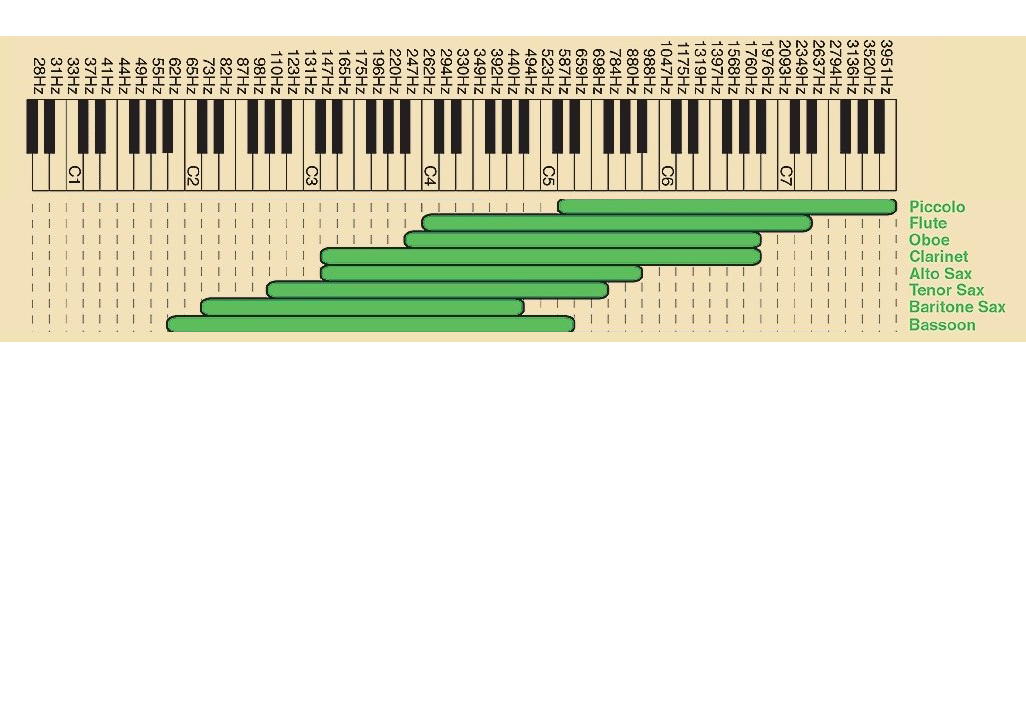 28Hz
31Hz
33Hz
37Hz
41Hz
44Hz
49Hz
55Hz
62Hz
65Hz
73Hz
82Hz
87Hz
98Hz
110Hz
123Hz
131Hz
147Hz
165Hz
175Hz
196Hz
220Hz
247Hz
262Hz
294Hz
330Hz
349Hz
392Hz
440Hz
494Hz
523Hz
587Hz
659Hz
698Hz
784Hz
880Hz
988Hz
1047Hz
1175Hz
1319Hz
1397Hz
1568Hz
1760Hz
1976Hz
2093Hz
2349Hz
2637Hz
2794Hz
3136Hz
3520Hz
3951Hz
C1
C2
C3
C4
C5
C6
C7
Piccolo
Flute
Oboe
Clarinet
Alto Sax
Tenor Sax
Baritone Sax
Bassoon